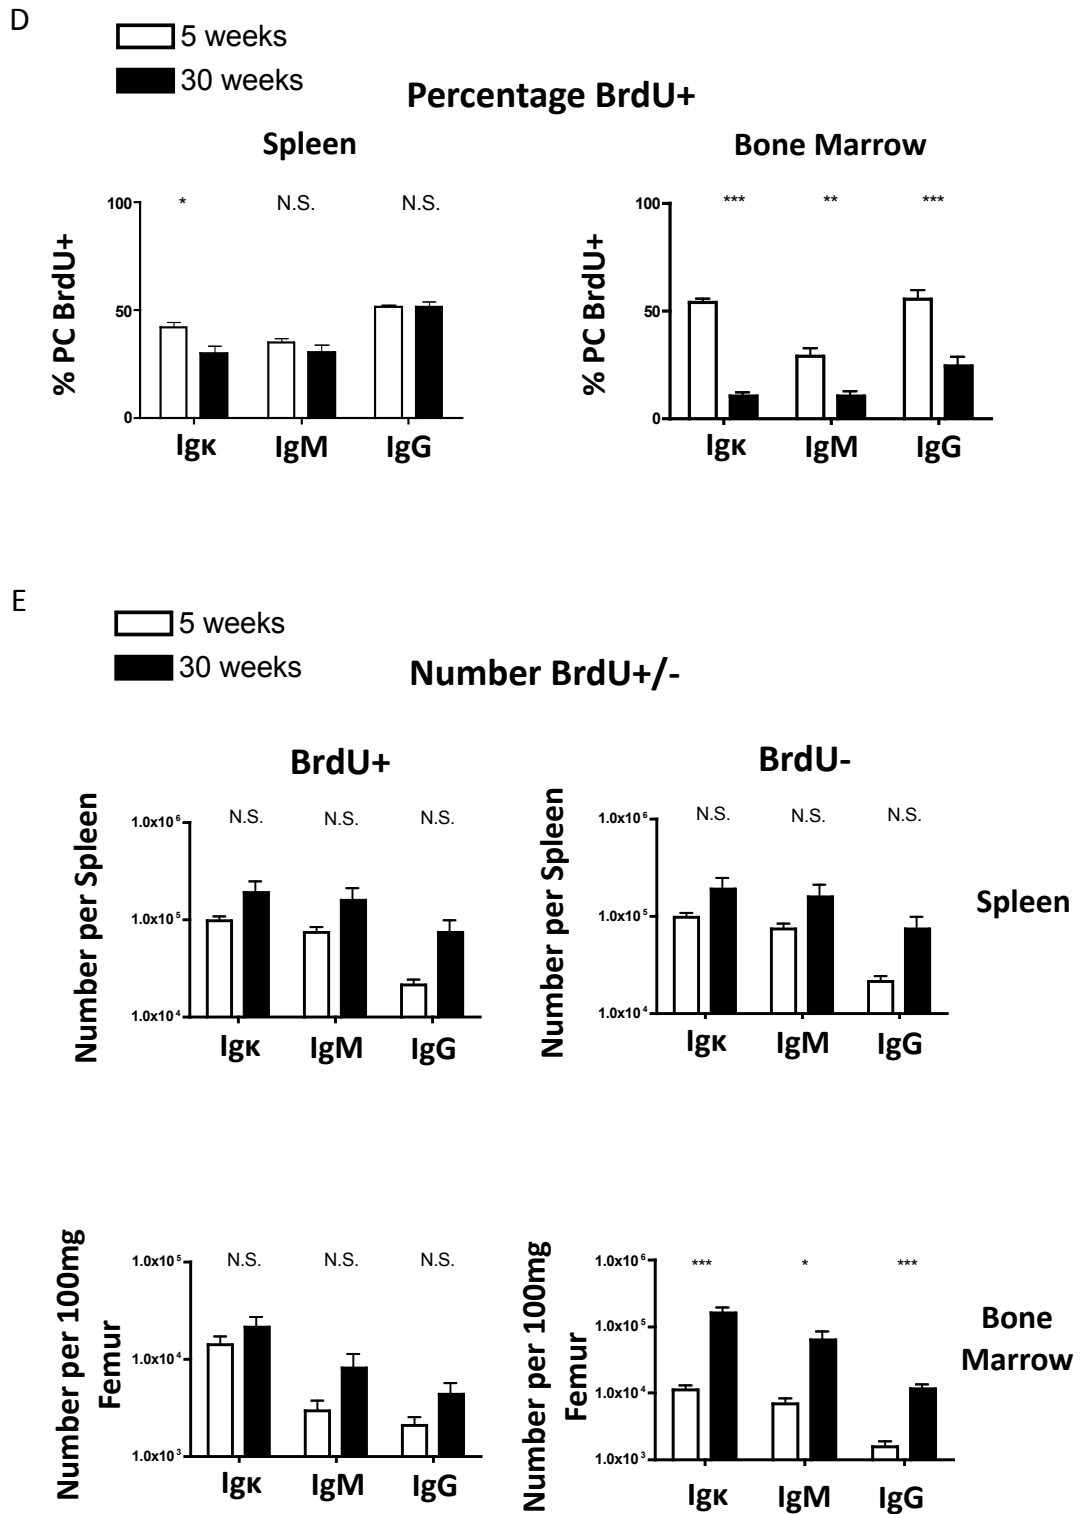 D
5 weeks
30 weeks
Percentage BrdU+
Spleen
Bone Marrow
% PC BrdU+
100
50
0
*
N.S.
N.S.
Igκ
IgM
IgG
% PC BrdU+
100
50
0
***
**
***
Igκ
IgM
IgG
E
5 weeks
30 weeks
Number BrdU+/-
BrdU+
BrdU-
Number per Spleen
1.0x10⁶
1.0x10⁵
1.0x10⁴
N.S.
N.S.
N.S.
Igκ
IgM
IgG
Number per Spleen
1.0x10⁶
1.0x10⁵
1.0x10⁴
N.S.
N.S.
N.S.
Igκ
IgM
IgG
Spleen
Number per 100mg
Femur
1.0x10⁵
1.0x10⁴
1.0x10³
N.S.
N.S.
N.S.
Igκ
IgM
IgG
Number per 100mg
Femur
1.0x10⁶
1.0x10⁵
1.0x10⁴
1.0x10³
***
*
***
Igκ
IgM
IgG
Bone
Marrow